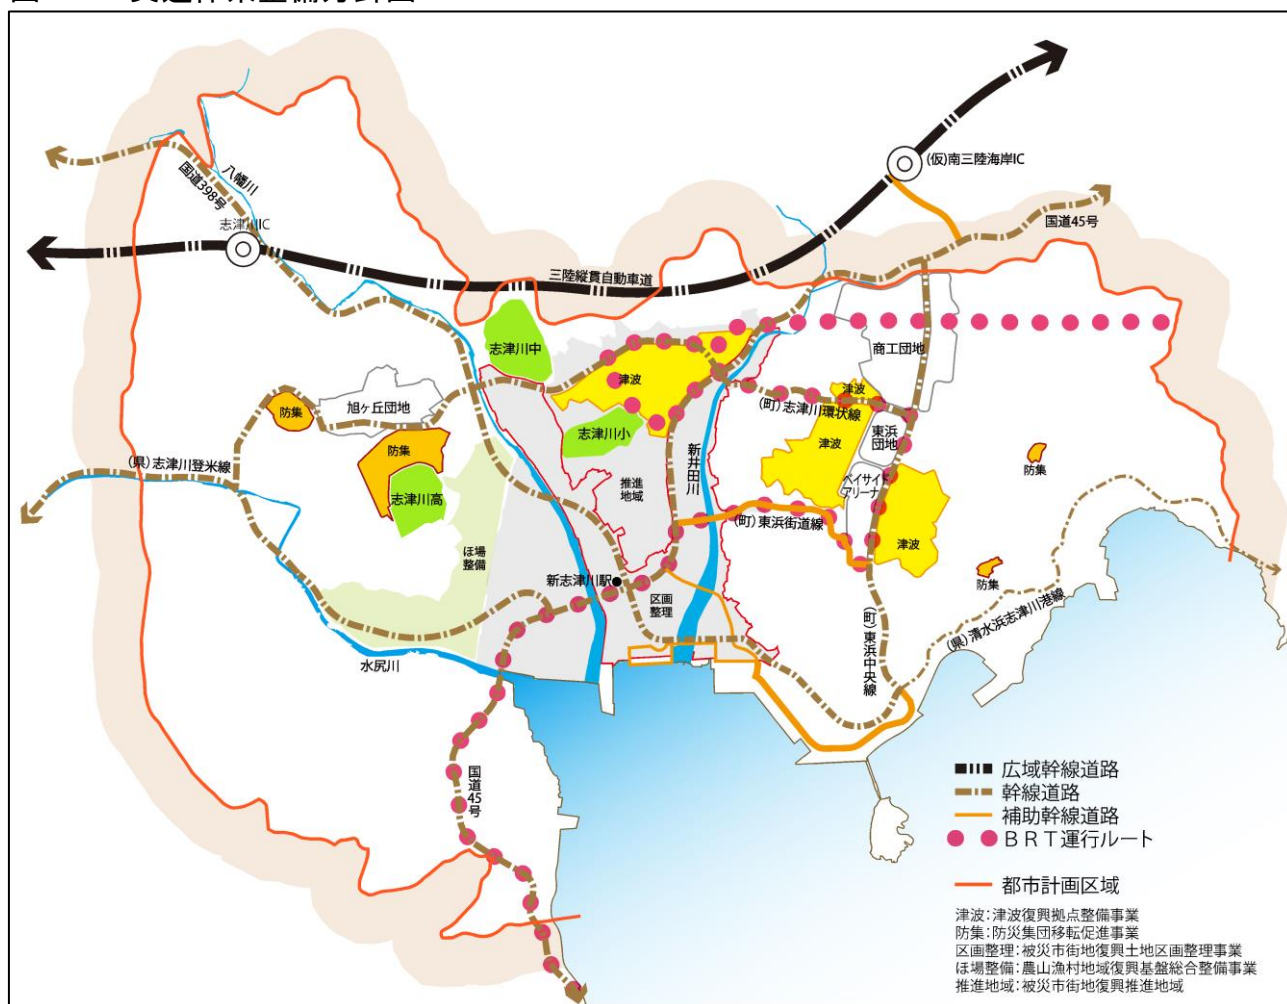 (仮)南三陸海岸IC
国道45号
八幡川
国道398号
志津川IC
三陸縦貫自動車道
志津川中
商工団地
津波
津波
旭ヶ丘団地
防集
(町)志津川環状線
志津川小
東浜
団地
防集
津波
新井田川
(県)志津川登米線
防集
ベイサイド
アリーナ
志津川高
推進
地域
(町)東浜街道線
津波
ほ場
整備
防集
新志津川駅
区画
整理
(県)清水浜志津川港線
水尻川
(町)東浜中央線
国道45号
広域幹線道路
幹線道路
補助幹線道路
BRT運行ルート
都市計画区域
津波:津波復興拠点整備事業
防集:防災集団移転促進事業
区画整理:被災市街地復興土地区画整理事業
ほ場整備:農山漁村地域復興基盤総合整備事業
推進地域:被災市街地復興推進地域